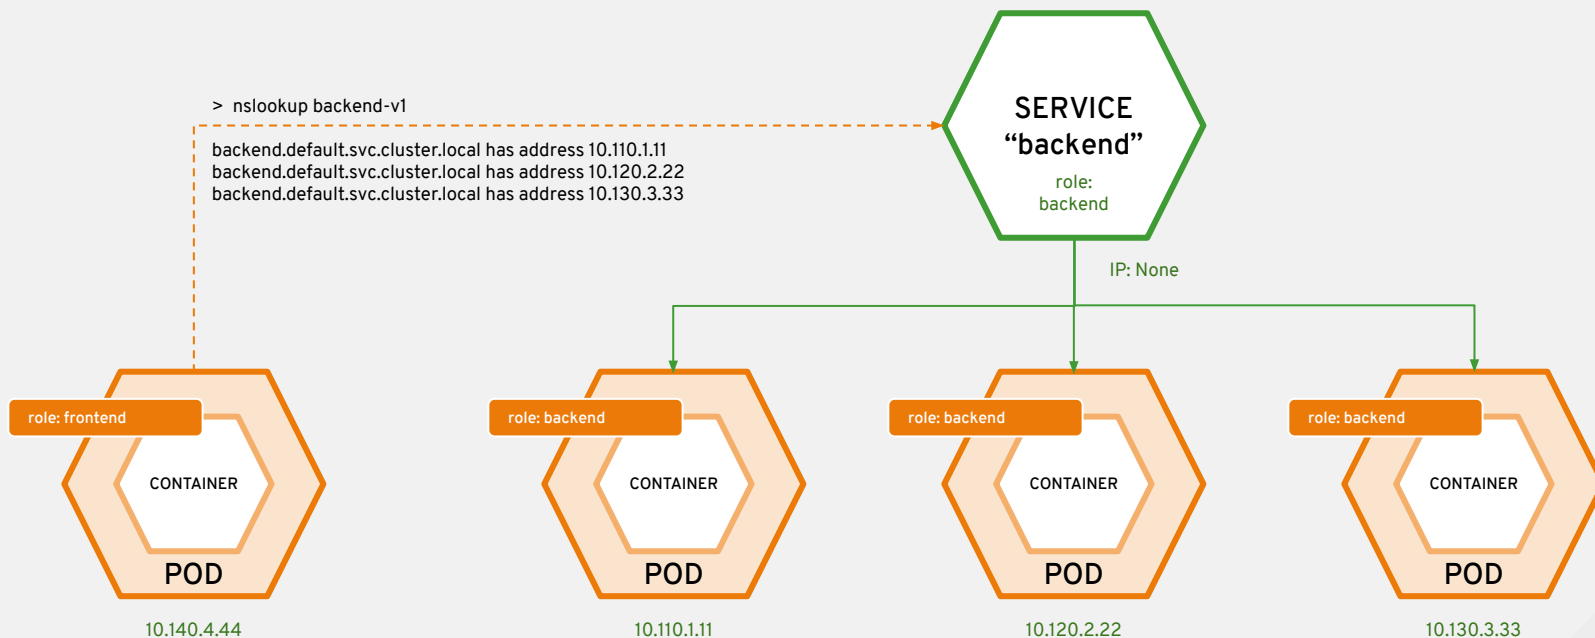 > nslookup backend-v1
backend.default.svc.cluster.local has address 10.110.1.11
backend.default.svc.cluster.local has address 10.120.2.22
backend.default.svc.cluster.local has address 10.130.3.33
SERVICE
“backend”
role:
backend
IP: None
role: frontend
CONTAINER
POD
10.140.4.44
role: backend
CONTAINER
POD
10.110.1.11
role: backend
CONTAINER
POD
10.120.2.22
role: backend
CONTAINER
POD
10.130.3.33